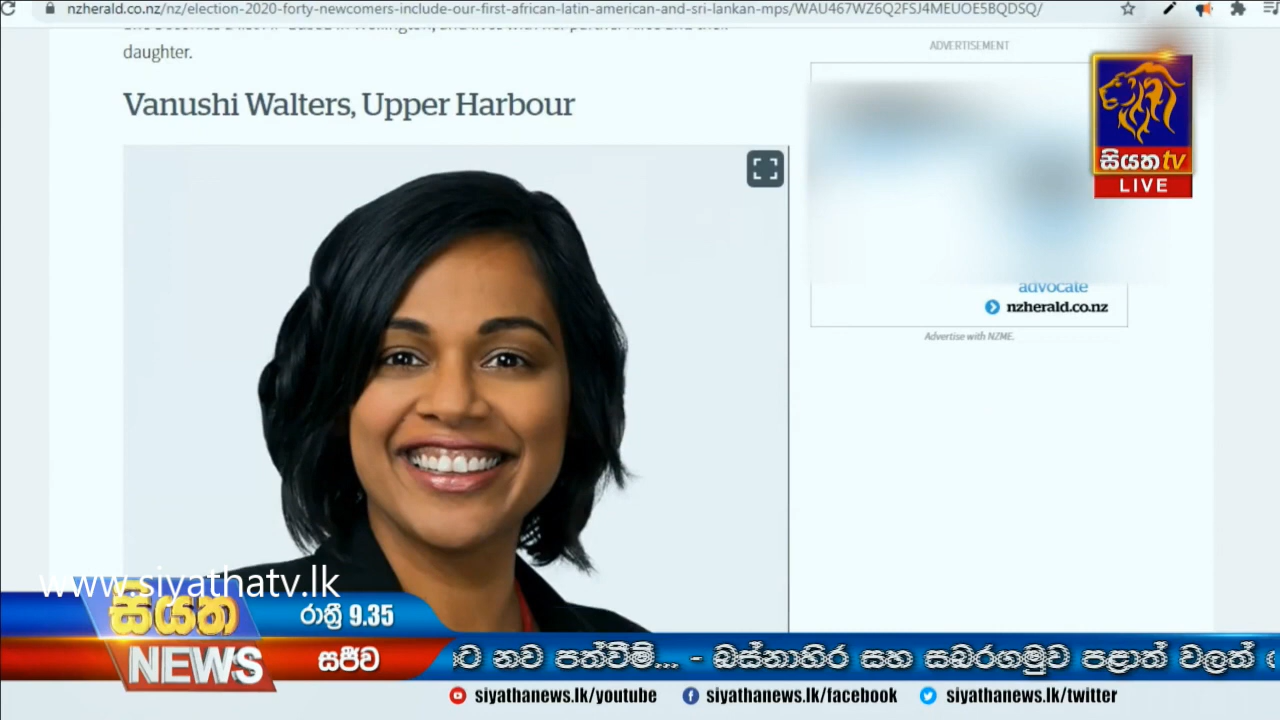 nzherald.co.nz/nz/election-2020-forty-newcomers-include-our-first-african-latin-american-and-sri-lankan-mps/WAU467WZ6Q2FSJ4MEUOE5BQDSQ/
daughter.
Vanushi Walters, Upper Harbour
ADVERTISEMENT
සියත tv
LIVE
advocate
nzherald.co.nz
Advertise with NZME.
www.siyathatv.lk
සියත
NEWS
රාත්‍රී 9.35
සජීව
නව පත්වීම්... - බස්නාහිර සහ සබරගමුව පළාත් වලත්
siyathanews.lk/youtube
siyathanews.lk/facebook
siyathanews.lk/twitter